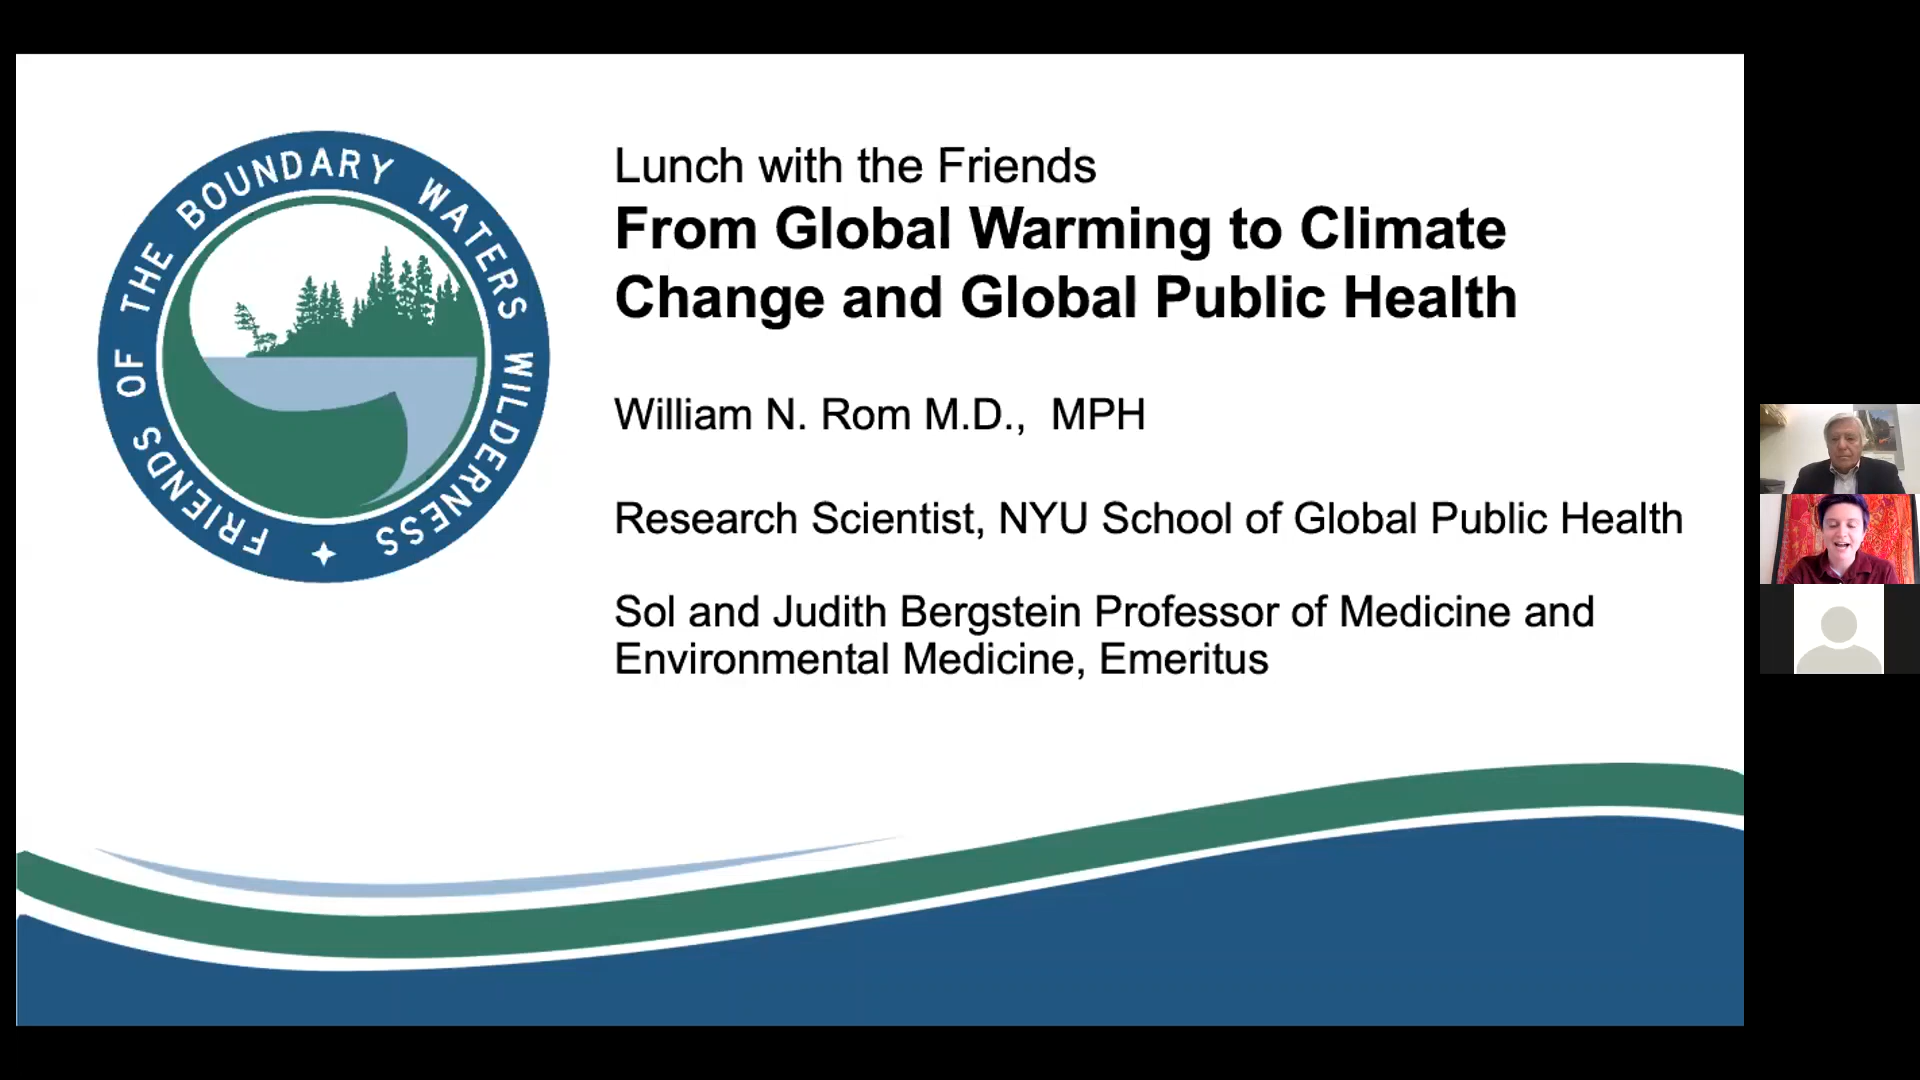 FRIENDS OF THE BOUNDARY WATERS WILDERNESS
Lunch with the Friends
From Global Warming to Climate
Change and Global Public Health
William N. Rom M.D., MPH
Research Scientist, NYU School of Global Public Health
Sol and Judith Bergstein Professor of Medicine and
Environmental Medicine, Emeritus